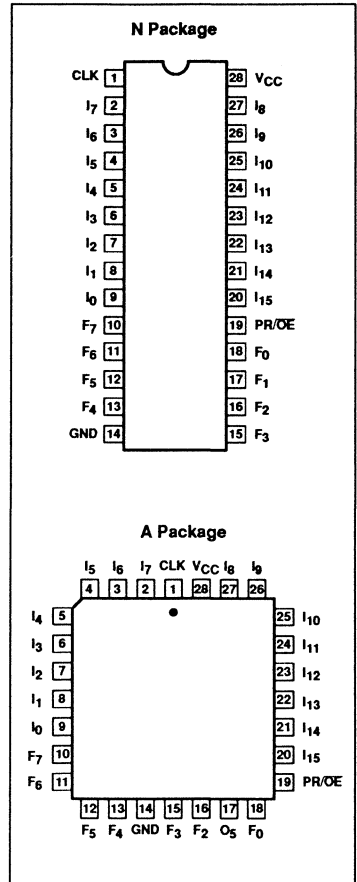 N Package
CLK 1 28 VCC
I7 2 27 I8
I6 3 26 I9
I5 4 25 I10
I4 5 24 I11
I3 6 23 I12
I2 7 22 I13
I1 8 21 I14
I0 9 20 I15
F7 10 19 PR/O̅E̅
F6 11 18 F0
F5 12 17 F1
F4 13 16 F2
GND 14 15 F3
A Package
I5 I6 I7 CLK VCC I8 I9
4 3 2 1 28 27 26
I4 5 25 I10
I3 6 24 I11
I2 7 23 I12
I1 8 22 I13
I0 9 21 I14
F7 10 20 I15
F6 11 19 PR/O̅E̅
12 13 14 15 16 17 18
F5 F4 GND F3 F2 O5 F0